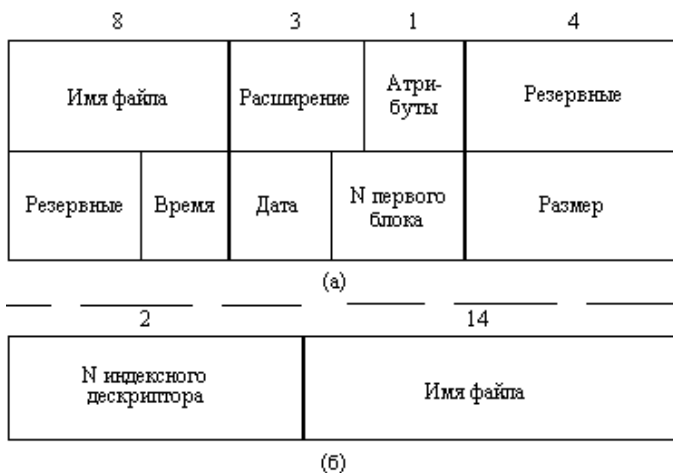 8 3 1 4
Имя файла Расширение Атри-
буты Резервные
Резервные Время Дата N первого
блока Размер
(а)
2 14
N индексного
дескриптора Имя файла
(б)